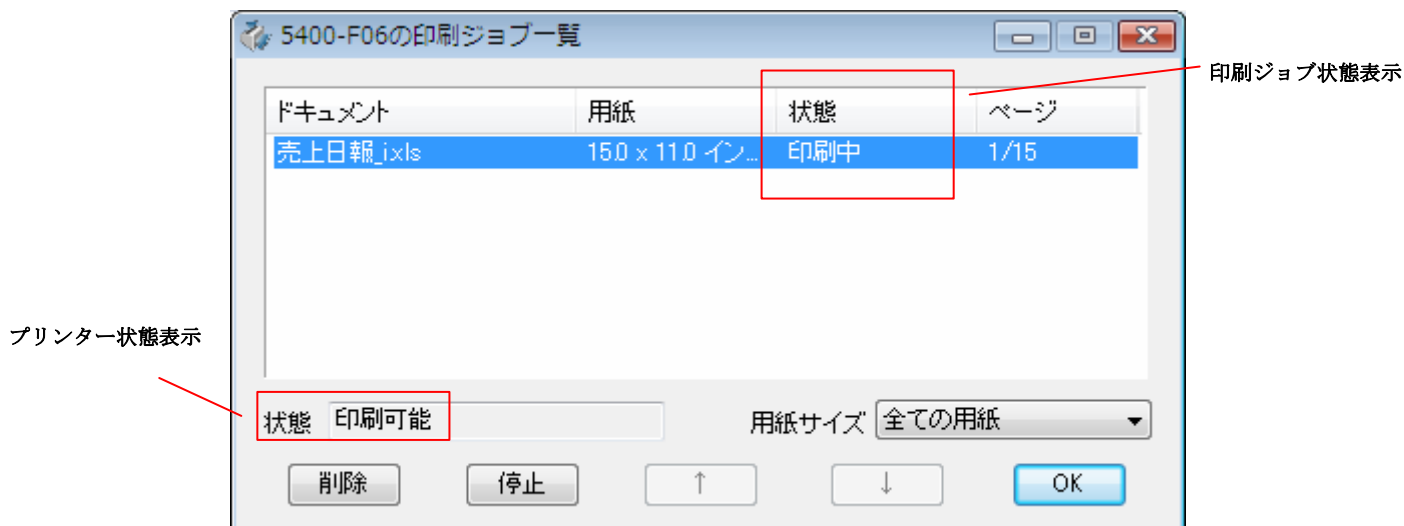 5400-F06の印刷ジョブ一覧
印刷ジョブ状態表示
ドキュメント 用紙 状態 ページ
売上日報_ixls 15.0 x 11.0 イン... 印刷中 1/15
プリンター状態表示
状態 印刷可能 用紙サイズ 全ての用紙
削除 停止 ↑ ↓ OK